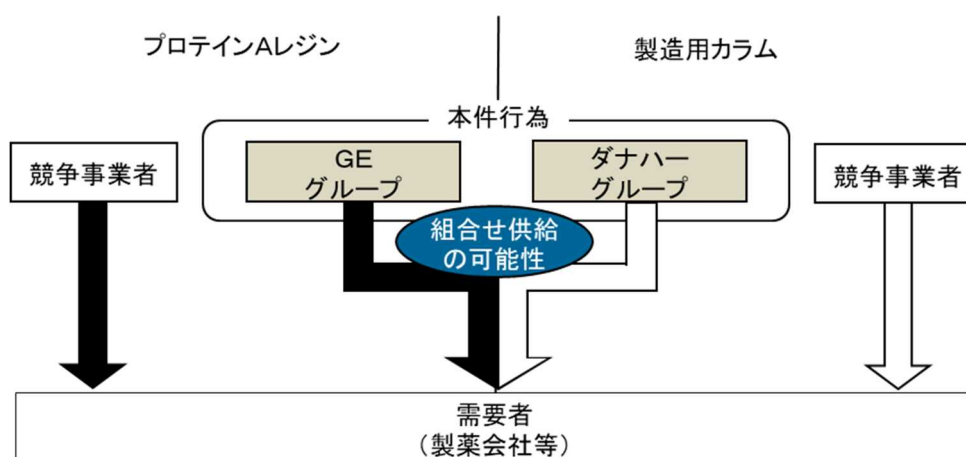 プロテインAレジン
製造用カラム
本件行為
競争事業者
GE
グループ
ダナハー
グループ
競争事業者
組合せ供給
の可能性
需要者
（製薬会社等）